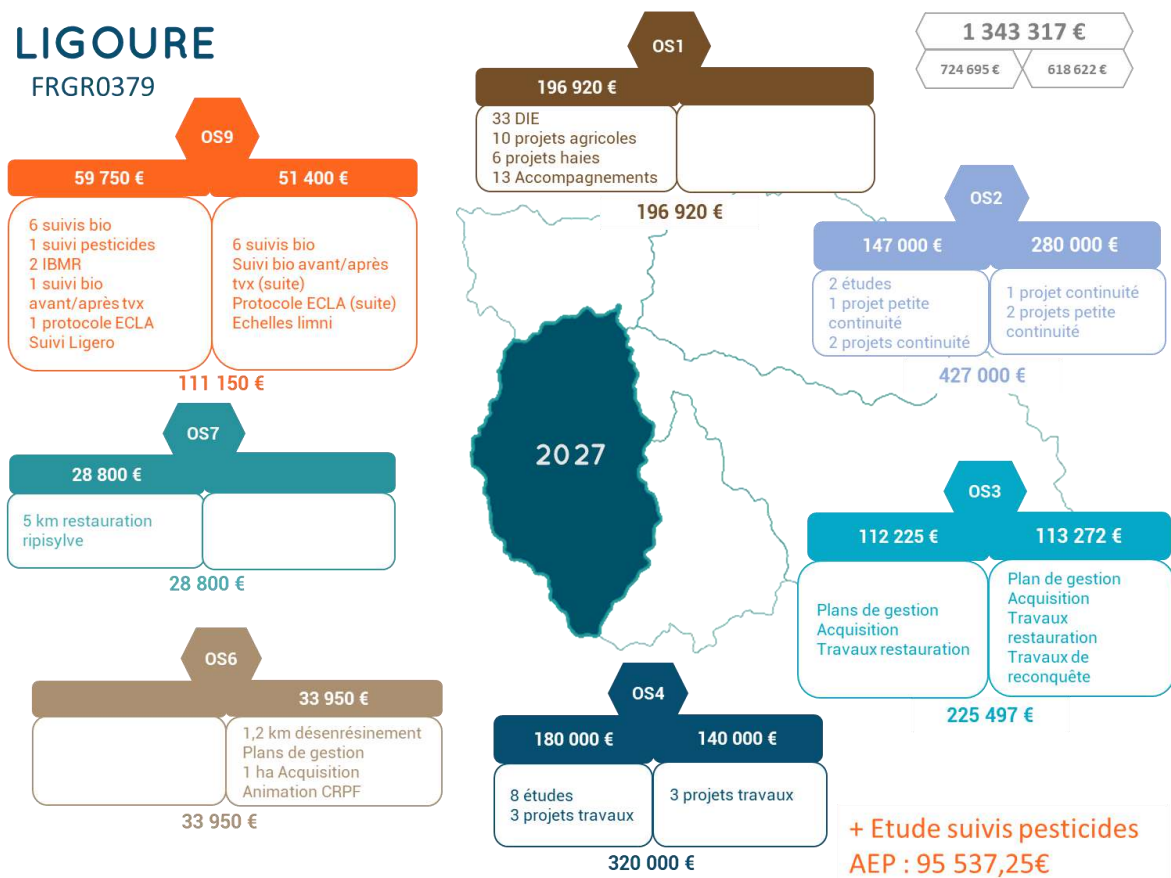 LIGOURE
FRGR0379
1 343 317 €
724 695 €
618 622 €
OS1
196 920 €
33 DIE
10 projets agricoles
6 projets haies
13 Accompagnements
196 920 €
OS9
59 750 €
51 400 €
6 suivis bio
1 suivi pesticides
2 IBMR
1 suivi bio
avant/après tvx
1 protocole ECLA
Suivi Ligero
6 suivis bio
Suivi bio avant/après
tvx (suite)
Protocole ECLA (suite)
Echelles limni
111 150 €
OS2
147 000 €
280 000 €
2 études
1 projet petite
continuité
2 projets continuité
1 projet continuité
2 projets petite
continuité
427 000 €
OS7
28 800 €
5 km restauration
ripisylve
28 800 €
2027
OS3
112 225 €
113 272 €
Plans de gestion
Acquisition
Travaux restauration
Plan de gestion
Acquisition
Travaux
restauration
Travaux de
reconquête
225 497 €
OS6
33 950 €
1,2 km désenrésinement
Plans de gestion
1 ha Acquisition
Animation CRPF
33 950 €
OS4
180 000 €
140 000 €
8 études
3 projets travaux
3 projets travaux
320 000 €
+ Etude suivis pesticides
AEP : 95 537,25€